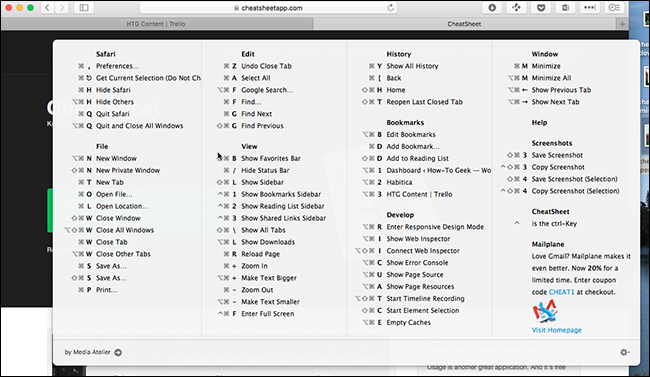 cheatsheetapp.com
HTG Content | Trello
CheatSheet
Safari
⌘ , Preferences…
⌘ Get Current Selection (Do Not Ch
⌘ H Hide Safari
⌥⌘ H Hide Others
⌘ Q Quit Safari
⌥⌘ Q Quit and Close All Windows
File
⌥⌘ N New Window
⇧⌘ N New Private Window
⌘ T New Tab
⌘ O Open File…
⌘ L Open Location…
⇧⌘ W Close Window
⌥⇧⌘ W Close All Windows
⌘ W Close Tab
⌥⌘ W Close Other Tabs
⌘ S Save As…
⇧⌘ S Save As…
⌘ P Print…
Edit
⌘ Z Undo Close Tab
⌘ A Select All
⌥⌘ F Google Search…
⌘ F Find…
⌘ G Find Next
⇧⌘ G Find Previous
View
⌘ B Show Favorites Bar
⌘ / Hide Status Bar
⇧⌘ L Show Sidebar
^⌘ 1 Show Bookmarks Sidebar
^⌘ 2 Show Reading List Sidebar
^⌘ 3 Show Shared Links Sidebar
⇧⌘ \ Show All Tabs
⌥⌘ L Show Downloads
⌘ R Reload Page
⌘ + Zoom In
⌥⌘ + Make Text Bigger
⌘ - Zoom Out
⌥⌘ - Make Text Smaller
^⌘ F Enter Full Screen
History
⌘ Y Show All History
⌘ [ Back
⇧⌘ H Home
⇧⌘ T Reopen Last Closed Tab
Bookmarks
⌥⌘ B Edit Bookmarks
⌘ D Add Bookmark…
⇧⌘ D Add to Reading List
⌥⌘ 1 Dashboard ‹ How-To Geek — Wo
⌥⌘ 2 Habitica
⌥⌘ 3 HTG Content | Trello
Develop
⌥⌘ R Enter Responsive Design Mode
⌥⌘ I Show Web Inspector
⌥⇧⌘ I Connect Web Inspector
⌥⌘ C Show Error Console
⌥⌘ U Show Page Source
⌥⌘ A Show Page Resources
⌥⇧⌘ T Start Timeline Recording
⇧⌘ C Start Element Selection
⌥⌘ E Empty Caches
Window
⌘ M Minimize
⌥⌘ M Minimize All
⌥⌘ ← Show Previous Tab
⌥⌘ → Show Next Tab
Help
Screenshots
⇧⌘ 3 Save Screenshot
^⇧⌘ 3 Copy Screenshot
⇧⌘ 4 Save Screenshot (Selection)
^⇧⌘ 4 Copy Screenshot (Selection)
CheatSheet
^ is the ctrl-Key
Mailplane
Love Gmail? Mailplane makes it
even better. Now 20% for a
limited time. Enter coupon
code CHEAT1 at checkout.
Visit Homepage
by Media Atelier
Usage is another great application. And it's free